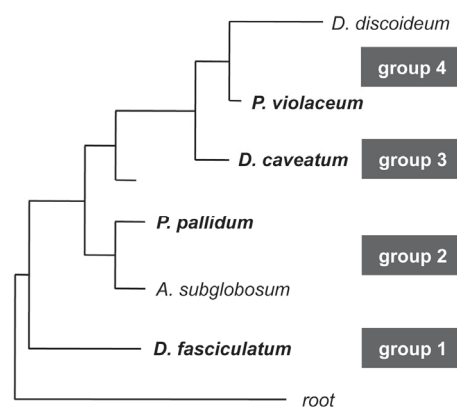 D. discoideum
group 4
P. violaceum
D. caveatum
group 3
P. pallidum
group 2
A. subglobosum
D. fasciculatum
group 1
root